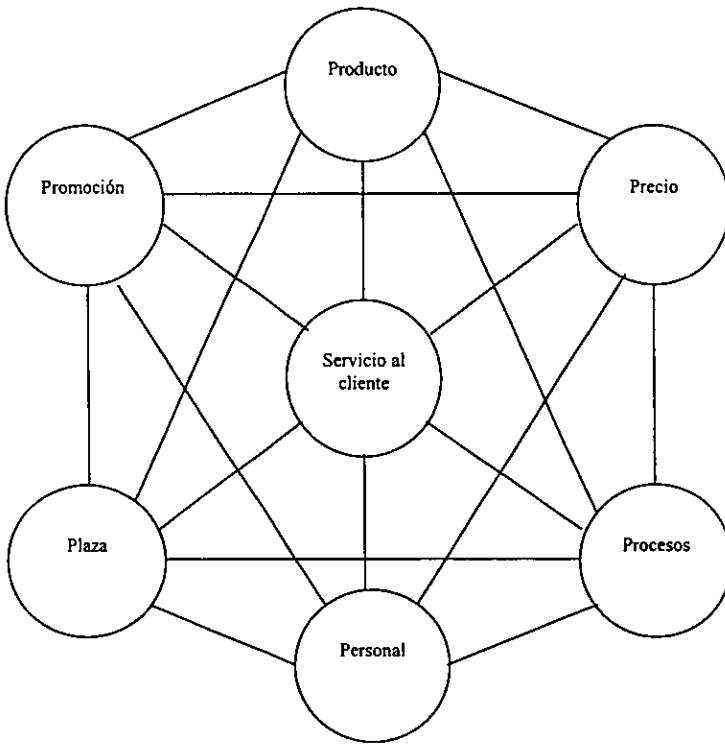 Producto
Promoción
Precio
Servicio al
cliente
Plaza
Procesos
Personal